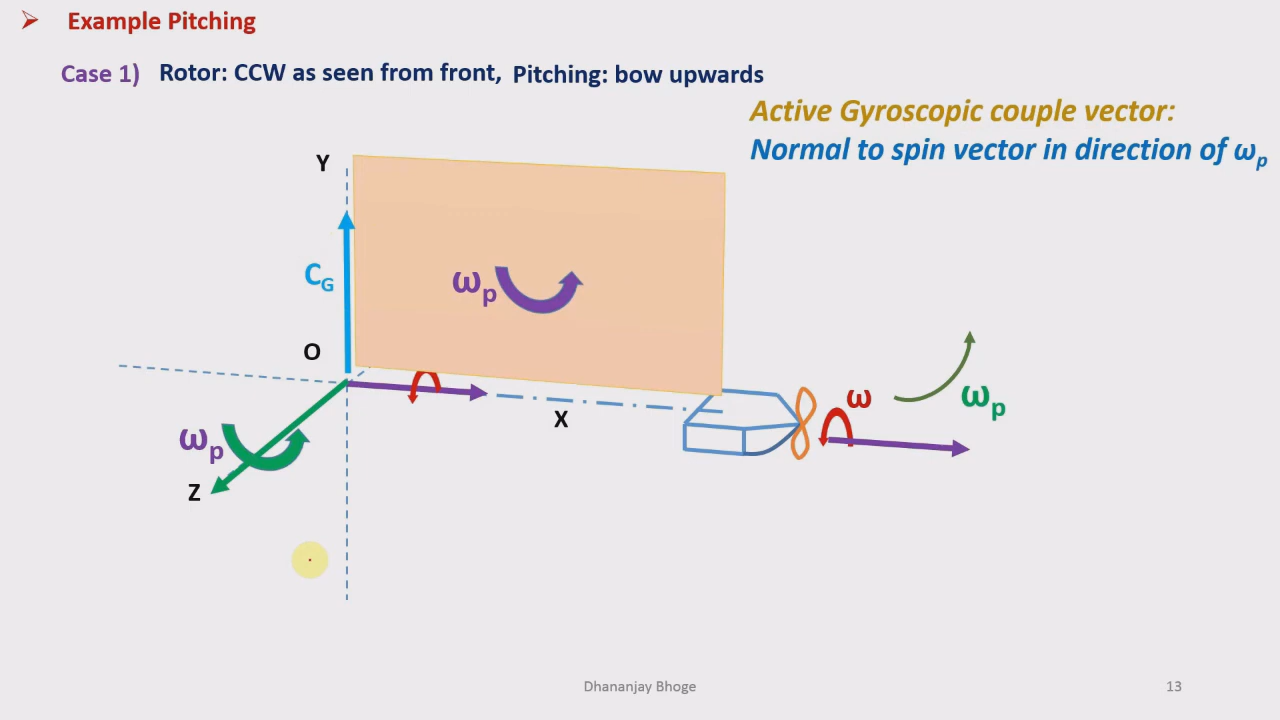 Example Pitching
Case 1) Rotor: CCW as seen from front, Pitching: bow upwards
Active Gyroscopic couple vector:
Normal to spin vector in direction of ωp
Y
CG
ωp
O
X
ω
ωp
ωp
Z
Dhananjay Bhoge
13